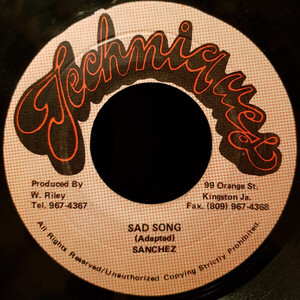 Techniques
Produced By
W. Riley
Tel. 967-4367
99 Orange St.
Kingston Ja.
Fax. (809) 967-4368
SAD SONG
(Adapted)
SANCHEZ
All Rights Reserved/Unauthorized Copying Strictly Prohibited.